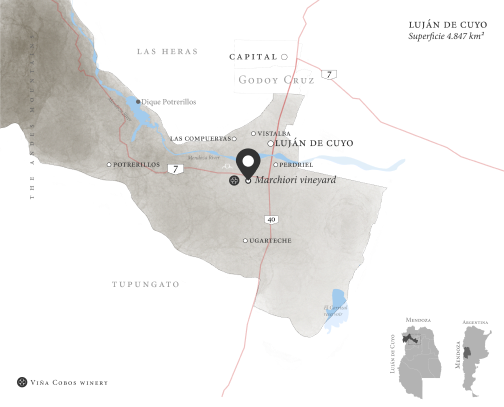 LUJÁN DE CUYO
Superficie 4.847 km²
LAS HERAS
CAPITAL
7
GODOY CRUZ
THE ANDES MOUNTAINS
Dique Potrerillos
VISTALBA
LAS COMPUERTAS
LUJÁN DE CUYO
Mendoza River
POTRERILLOS
7
PERDRIEL
Marchiori vineyard
40
UGARTECHE
TUPUNGATO
MENDOZA
LUJÁN DE CUYO
ARGENTINA
MENDOZA
VIÑA COBOS WINERY